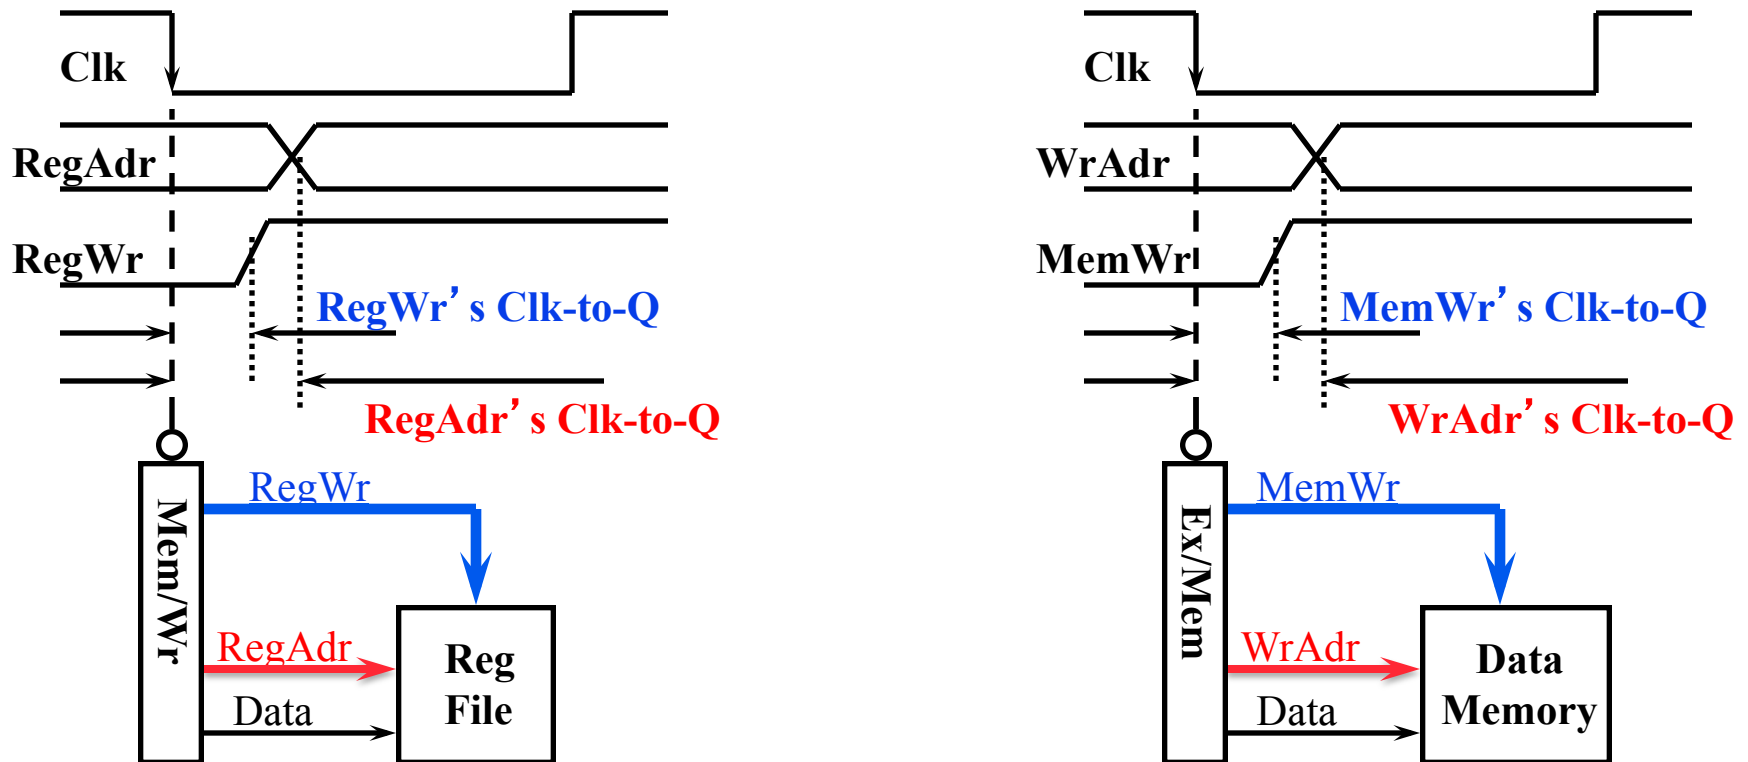 Clk
RegAdr
RegWr
RegWr’s Clk-to-Q
RegAdr’s Clk-to-Q
Mem/Wr
RegWr
RegAdr
Data
Reg
File
Clk
WrAdr
MemWr
MemWr’s Clk-to-Q
WrAdr’s Clk-to-Q
Ex/Mem
MemWr
WrAdr
Data
Data
Memory